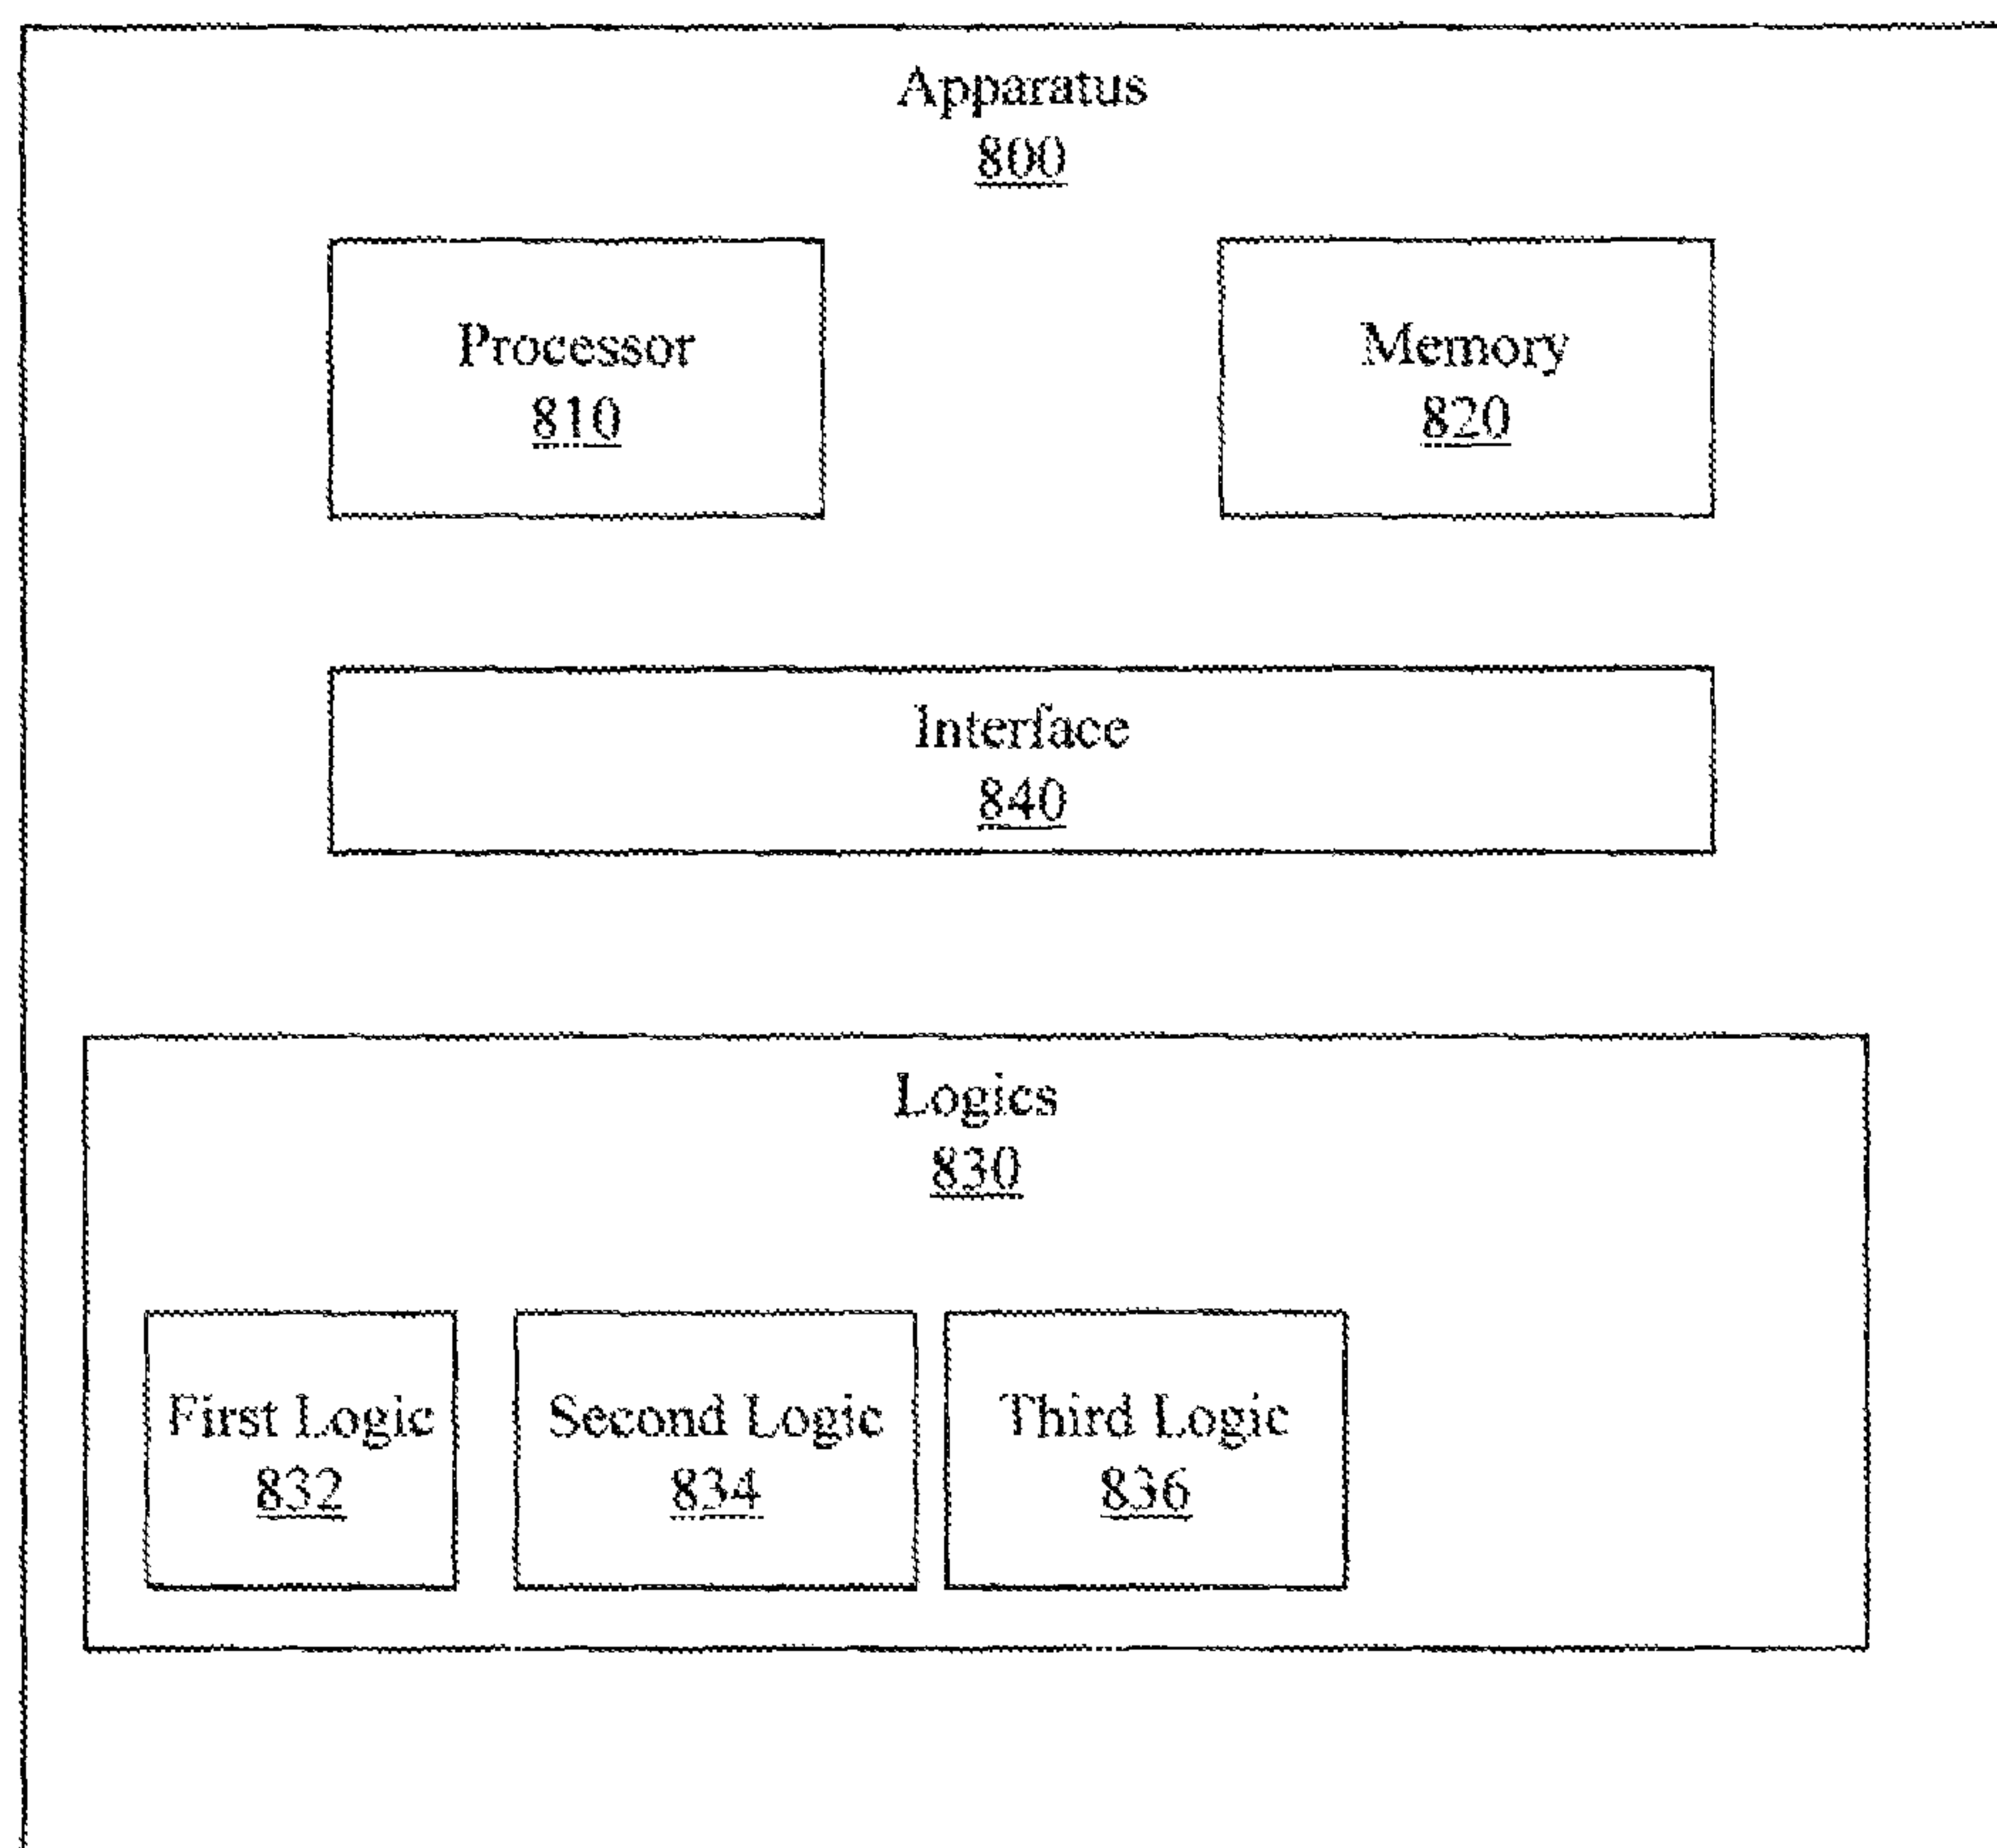 Apparatus
800
Processor
810
Memory
820
Interface
840
Logics
830
First Logic
832
Second Logic
834
Third Logic
836